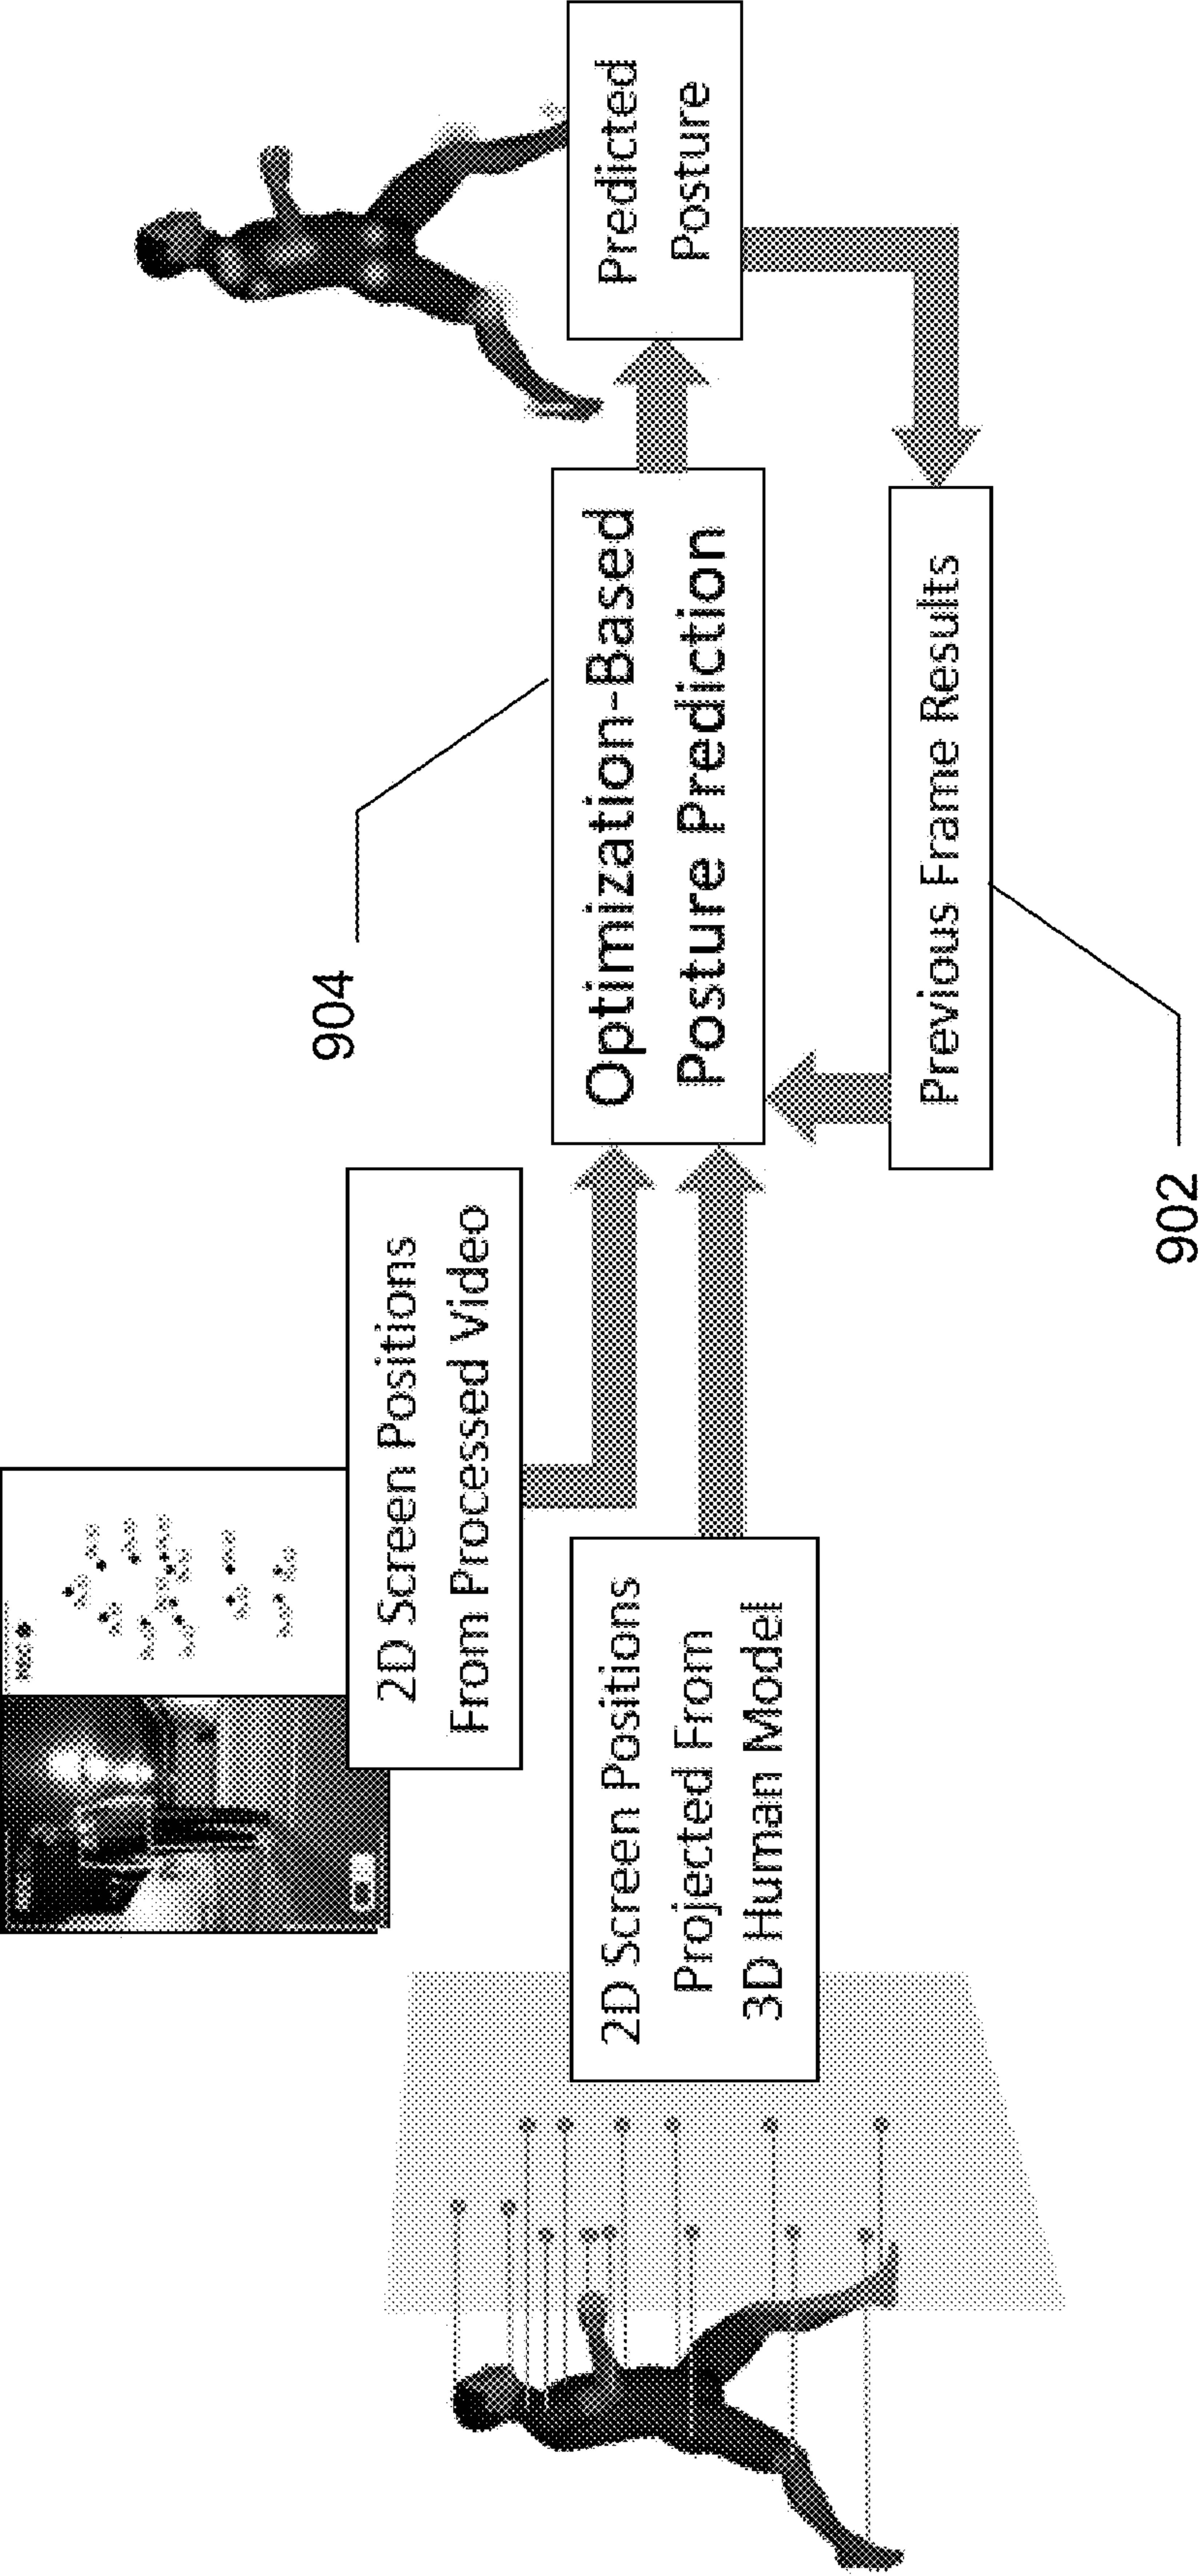 2D Screen Positions
From Processed Video
2D Screen Positions
Projected From
3D Human Model
904
Optimization-Based
Posture Prediction
Previous Frame Results
902
Predicted
Posture